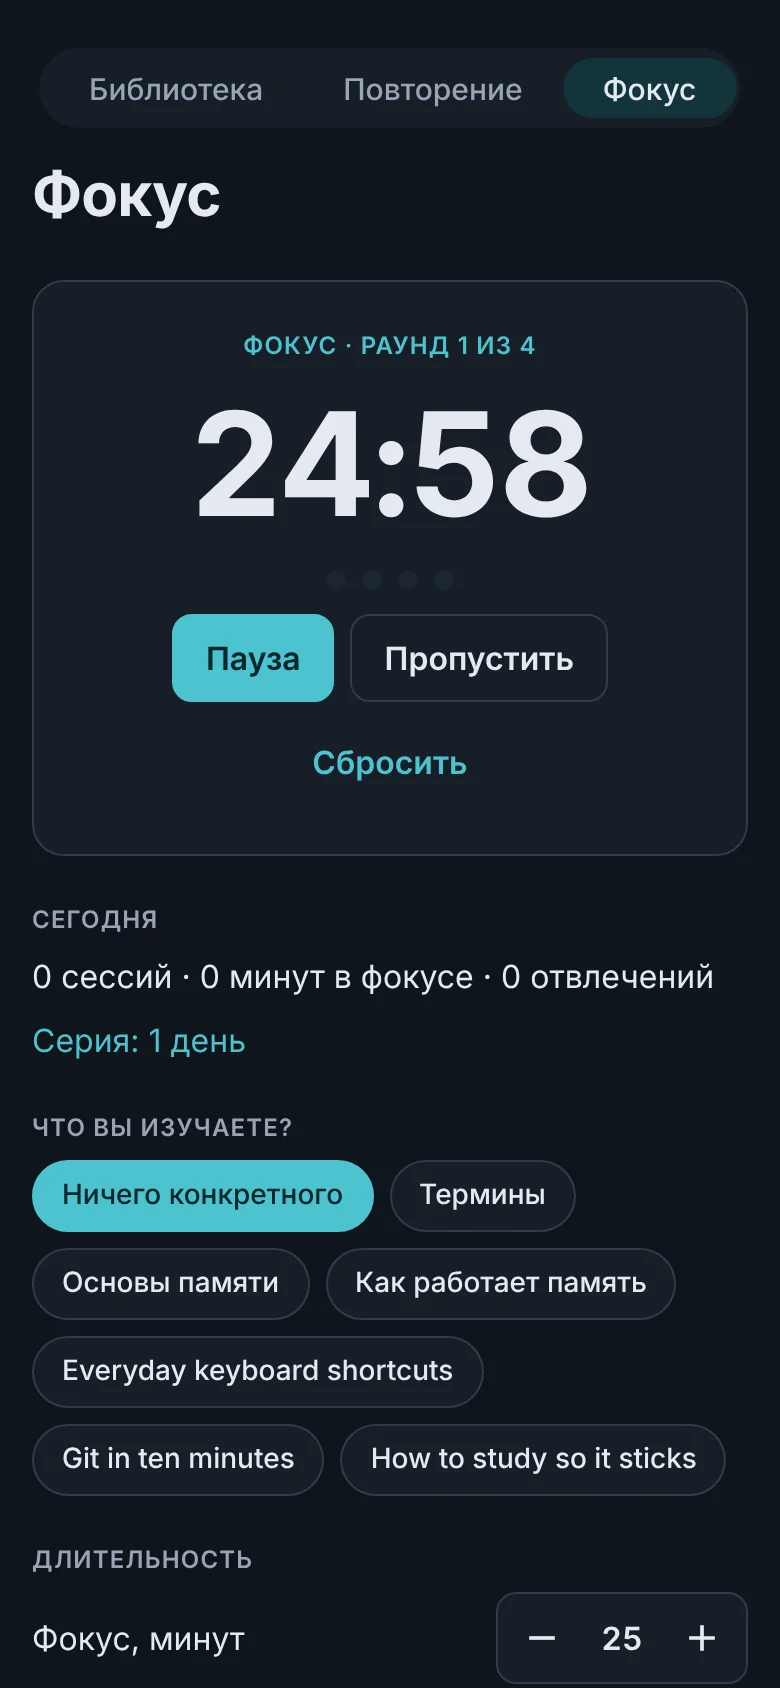 Библиотека Повторение Фокус
Фокус
ФОКУС · РАУНД 1 ИЗ 4
24:58
Пауза Пропустить
Сбросить
СЕГОДНЯ
0 сессий · 0 минут в фокусе · 0 отвлечений
Серия: 1 день
ЧТО ВЫ ИЗУЧАЕТЕ?
Ничего конкретного Термины
Основы памяти Как работает память
Everyday keyboard shortcuts
Git in ten minutes How to study so it sticks
ДЛИТЕЛЬНОСТЬ
Фокус, минут − 25 +